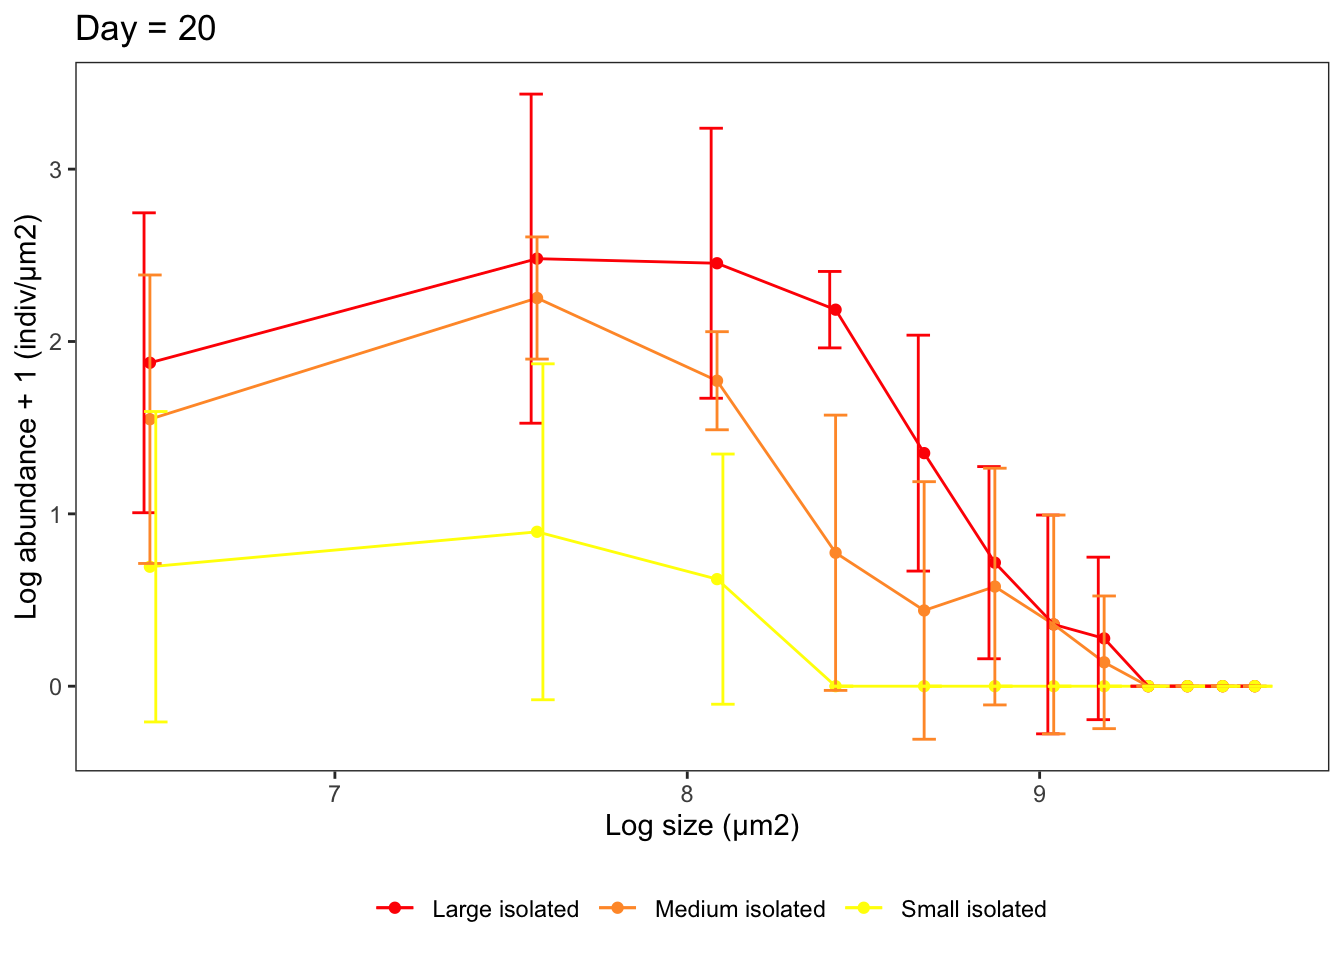 Day = 20
Log abundance + 1 (indiv/µm2)
3
2
1
0
7 8 9
Log size (µm2)
Large isolated Medium isolated Small isolated